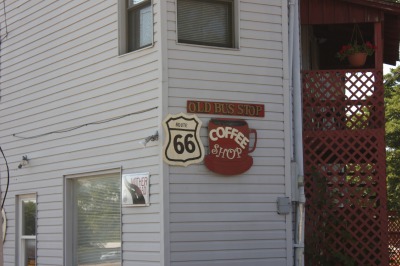 OLD BUS STOP
ROUTE
66
COFFEE
SHOP